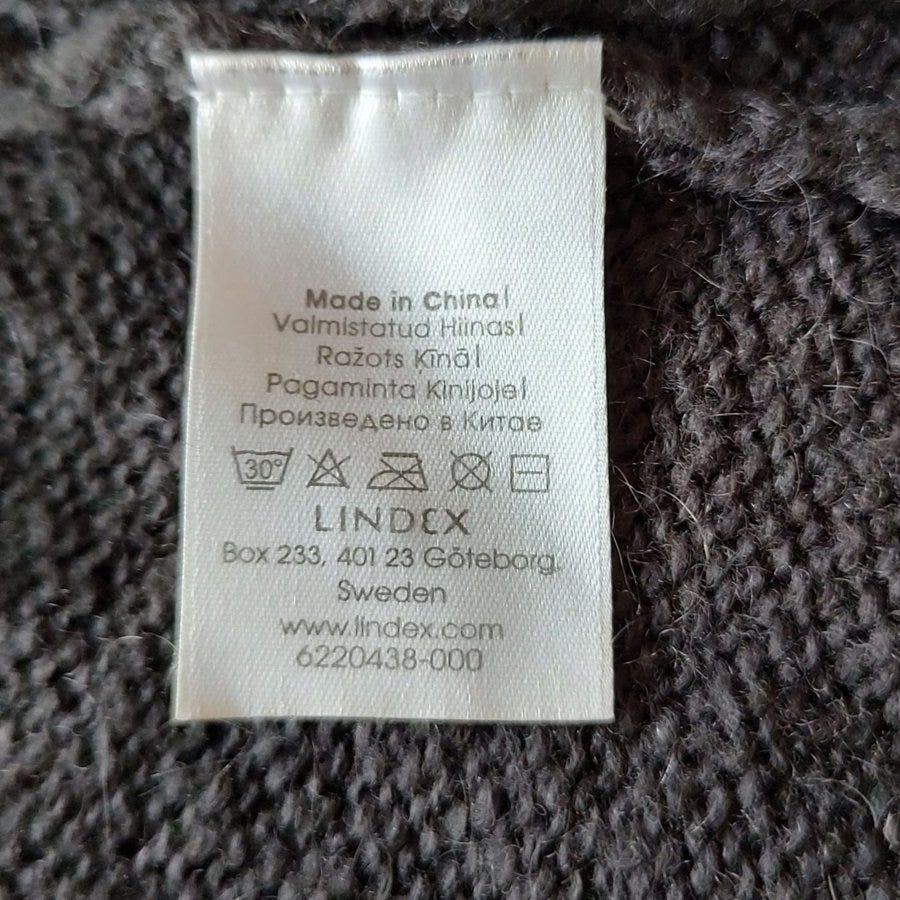 Made in China|
Valmistatud Hiinas|
Ražots Ķīnā|
Pagaminta Kinijoje|
Произведено в Китае
30°
LINDEX
Box 233, 401 23 Göteborg,
Sweden
www.lindex.com
6220438-000